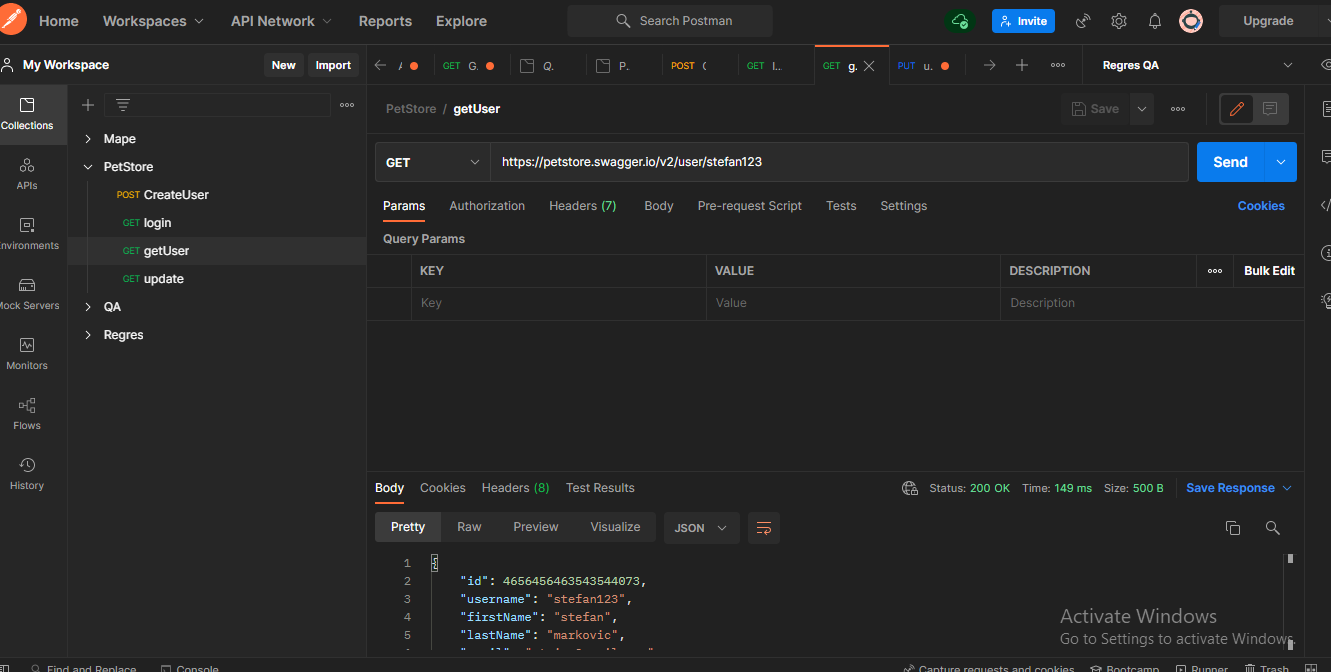 Home Workspaces API Network Reports Explore Search Postman Invite Upgrade
My Workspace New Import GET G. Q. P. POST GET GET g. PUT u. Regres QA
Collections
APIs
nvironments
Mock Servers
Monitors
Flows
History
Mape
PetStore
POST CreateUser
GET login
GET getUser
GET update
QA
Regres
PetStore / getUser Save
GET https://petstore.swagger.io/v2/user/stefan123 Send
Params Authorization Headers (7) Body Pre-request Script Tests Settings Cookies
Query Params
KEY VALUE DESCRIPTION Bulk Edit
Key Value Description
Body Cookies Headers (8) Test Results Status: 200 OK Time: 149 ms Size: 500 B Save Response
Pretty Raw Preview Visualize JSON
1 {
2 "id": 4656456463543544073,
3 "username": "stefan123",
4 "firstName": "stefan",
5 "lastName": "markovic",
Activate Windows
Go to Settings to activate Windows.
Find and Replace Console Capture requests and cookies Bootcamp Runner Trash